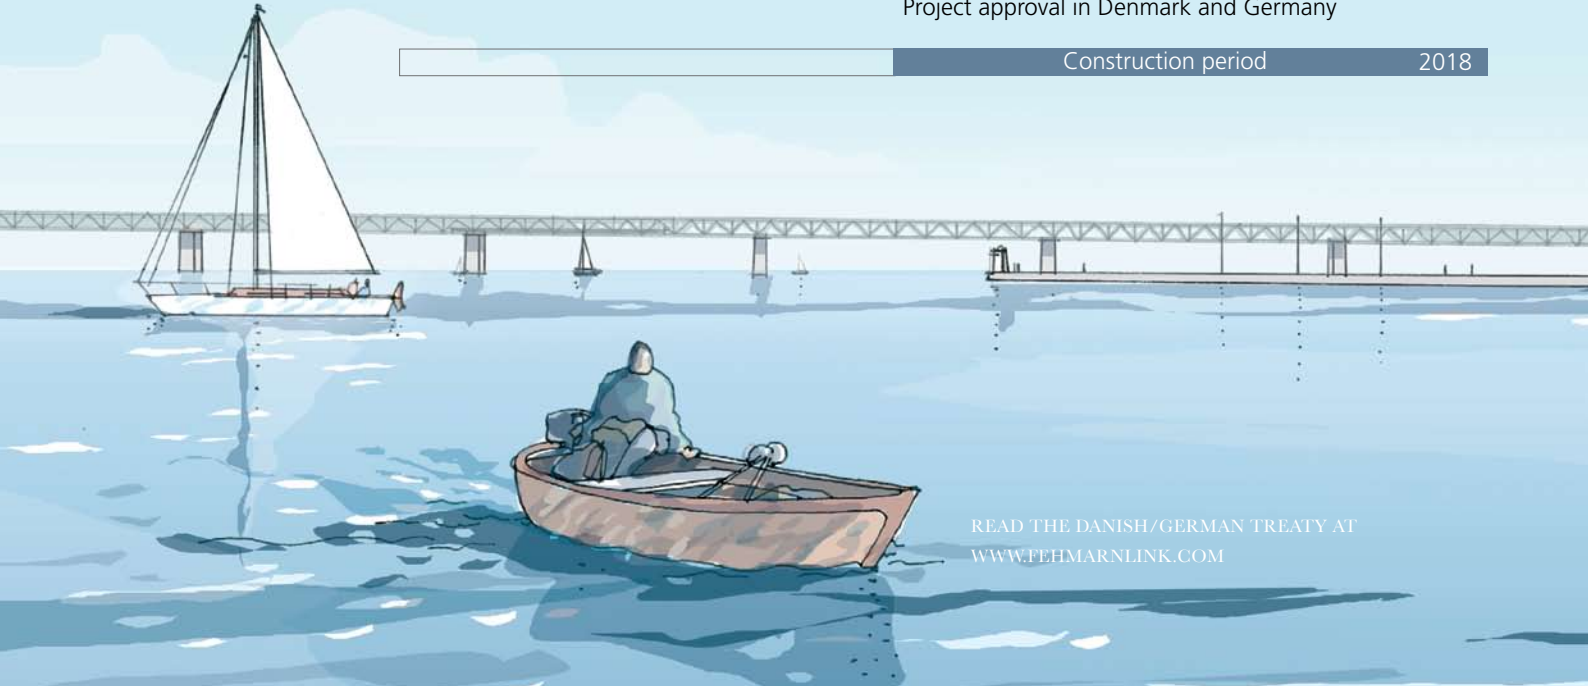 Project approval in Denmark and Germany
Construction period 2018
READ THE DANISH/GERMAN TREATY AT
WWW.FEHMARNLINK.COM